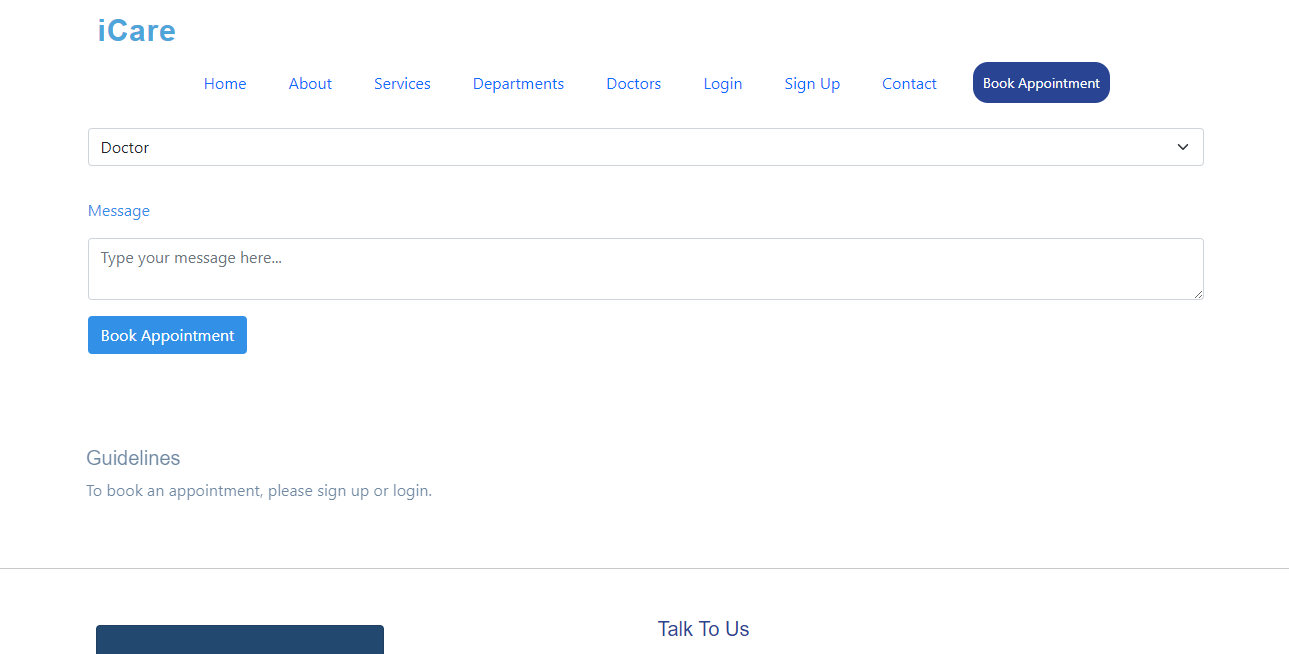 iCare
Home About Services Departments Doctors Login Sign Up Contact Book Appointment
Doctor
Message
Type your message here...
Book Appointment
Guidelines
To book an appointment, please sign up or login.
Talk To Us